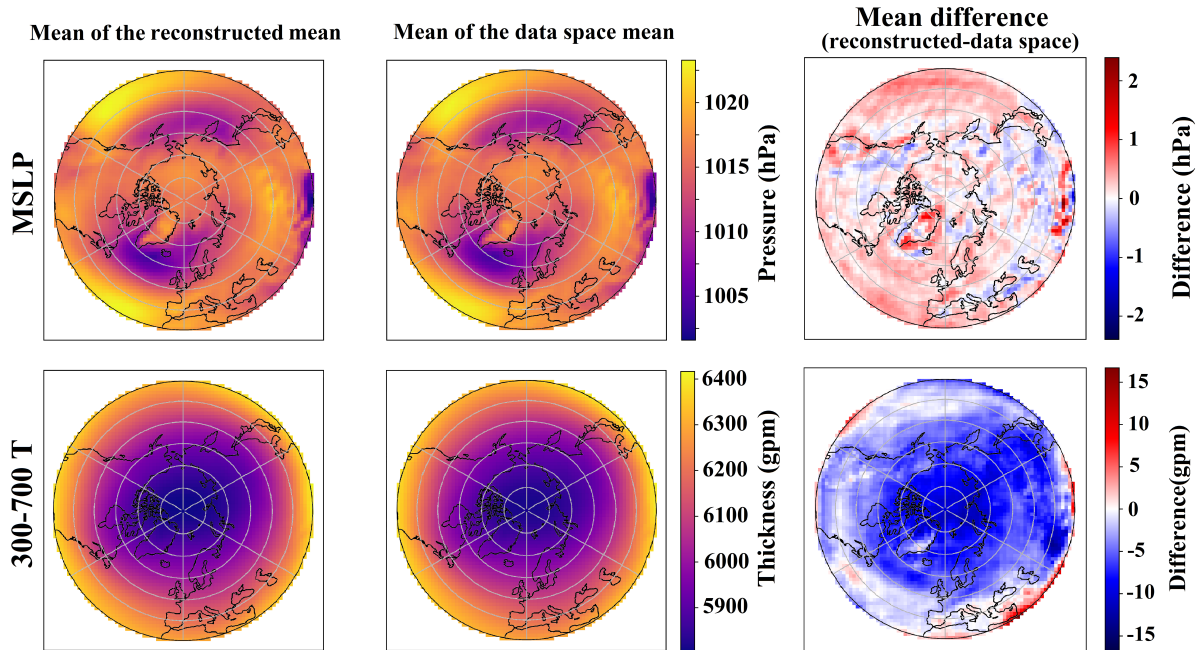 Mean of the reconstructed mean
Mean of the data space mean
Mean difference
(reconstructed-data space)
MSLP
1020
1015
1010
1005
Pressure (hPa)
2
1
0
-1
-2
Difference (hPa)
300-700 T
6400
6300
6200
6100
6000
5900
Thickness (gpm)
15
10
5
0
-5
-10
-15
Difference(gpm)